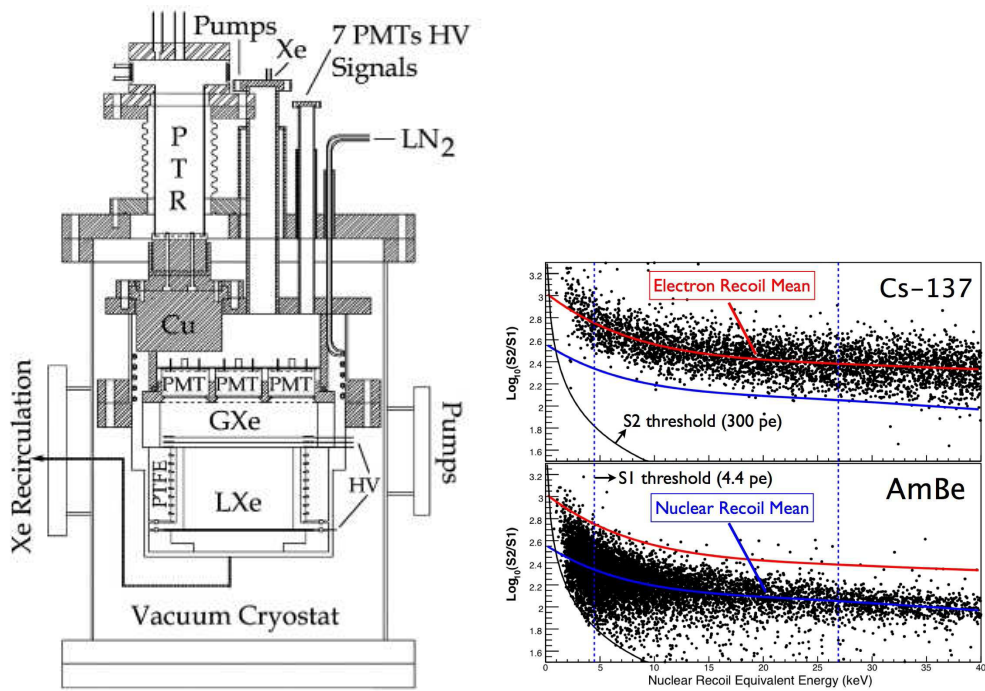 Pumps
Xe
7 PMTs HV
Signals
LN2
P
T
R
Cu
PMT PMT PMT
GXe
HV
PTFE
LXe
Pumps
Xe Recirculation
Vacuum Cryostat
Log10(S2/S1)
3.2
3
2.8
2.6
2.4
2.2
2
1.8
1.6
Electron Recoil Mean
Cs-137
S2 threshold (300 pe)
Log10(S2/S1)
3.2
3
2.8
2.6
2.4
2.2
2
1.8
1.6
S1 threshold (4.4 pe)
AmBe
Nuclear Recoil Mean
0 5 10 15 20 25 30 35 40
Nuclear Recoil Equivalent Energy (keV)